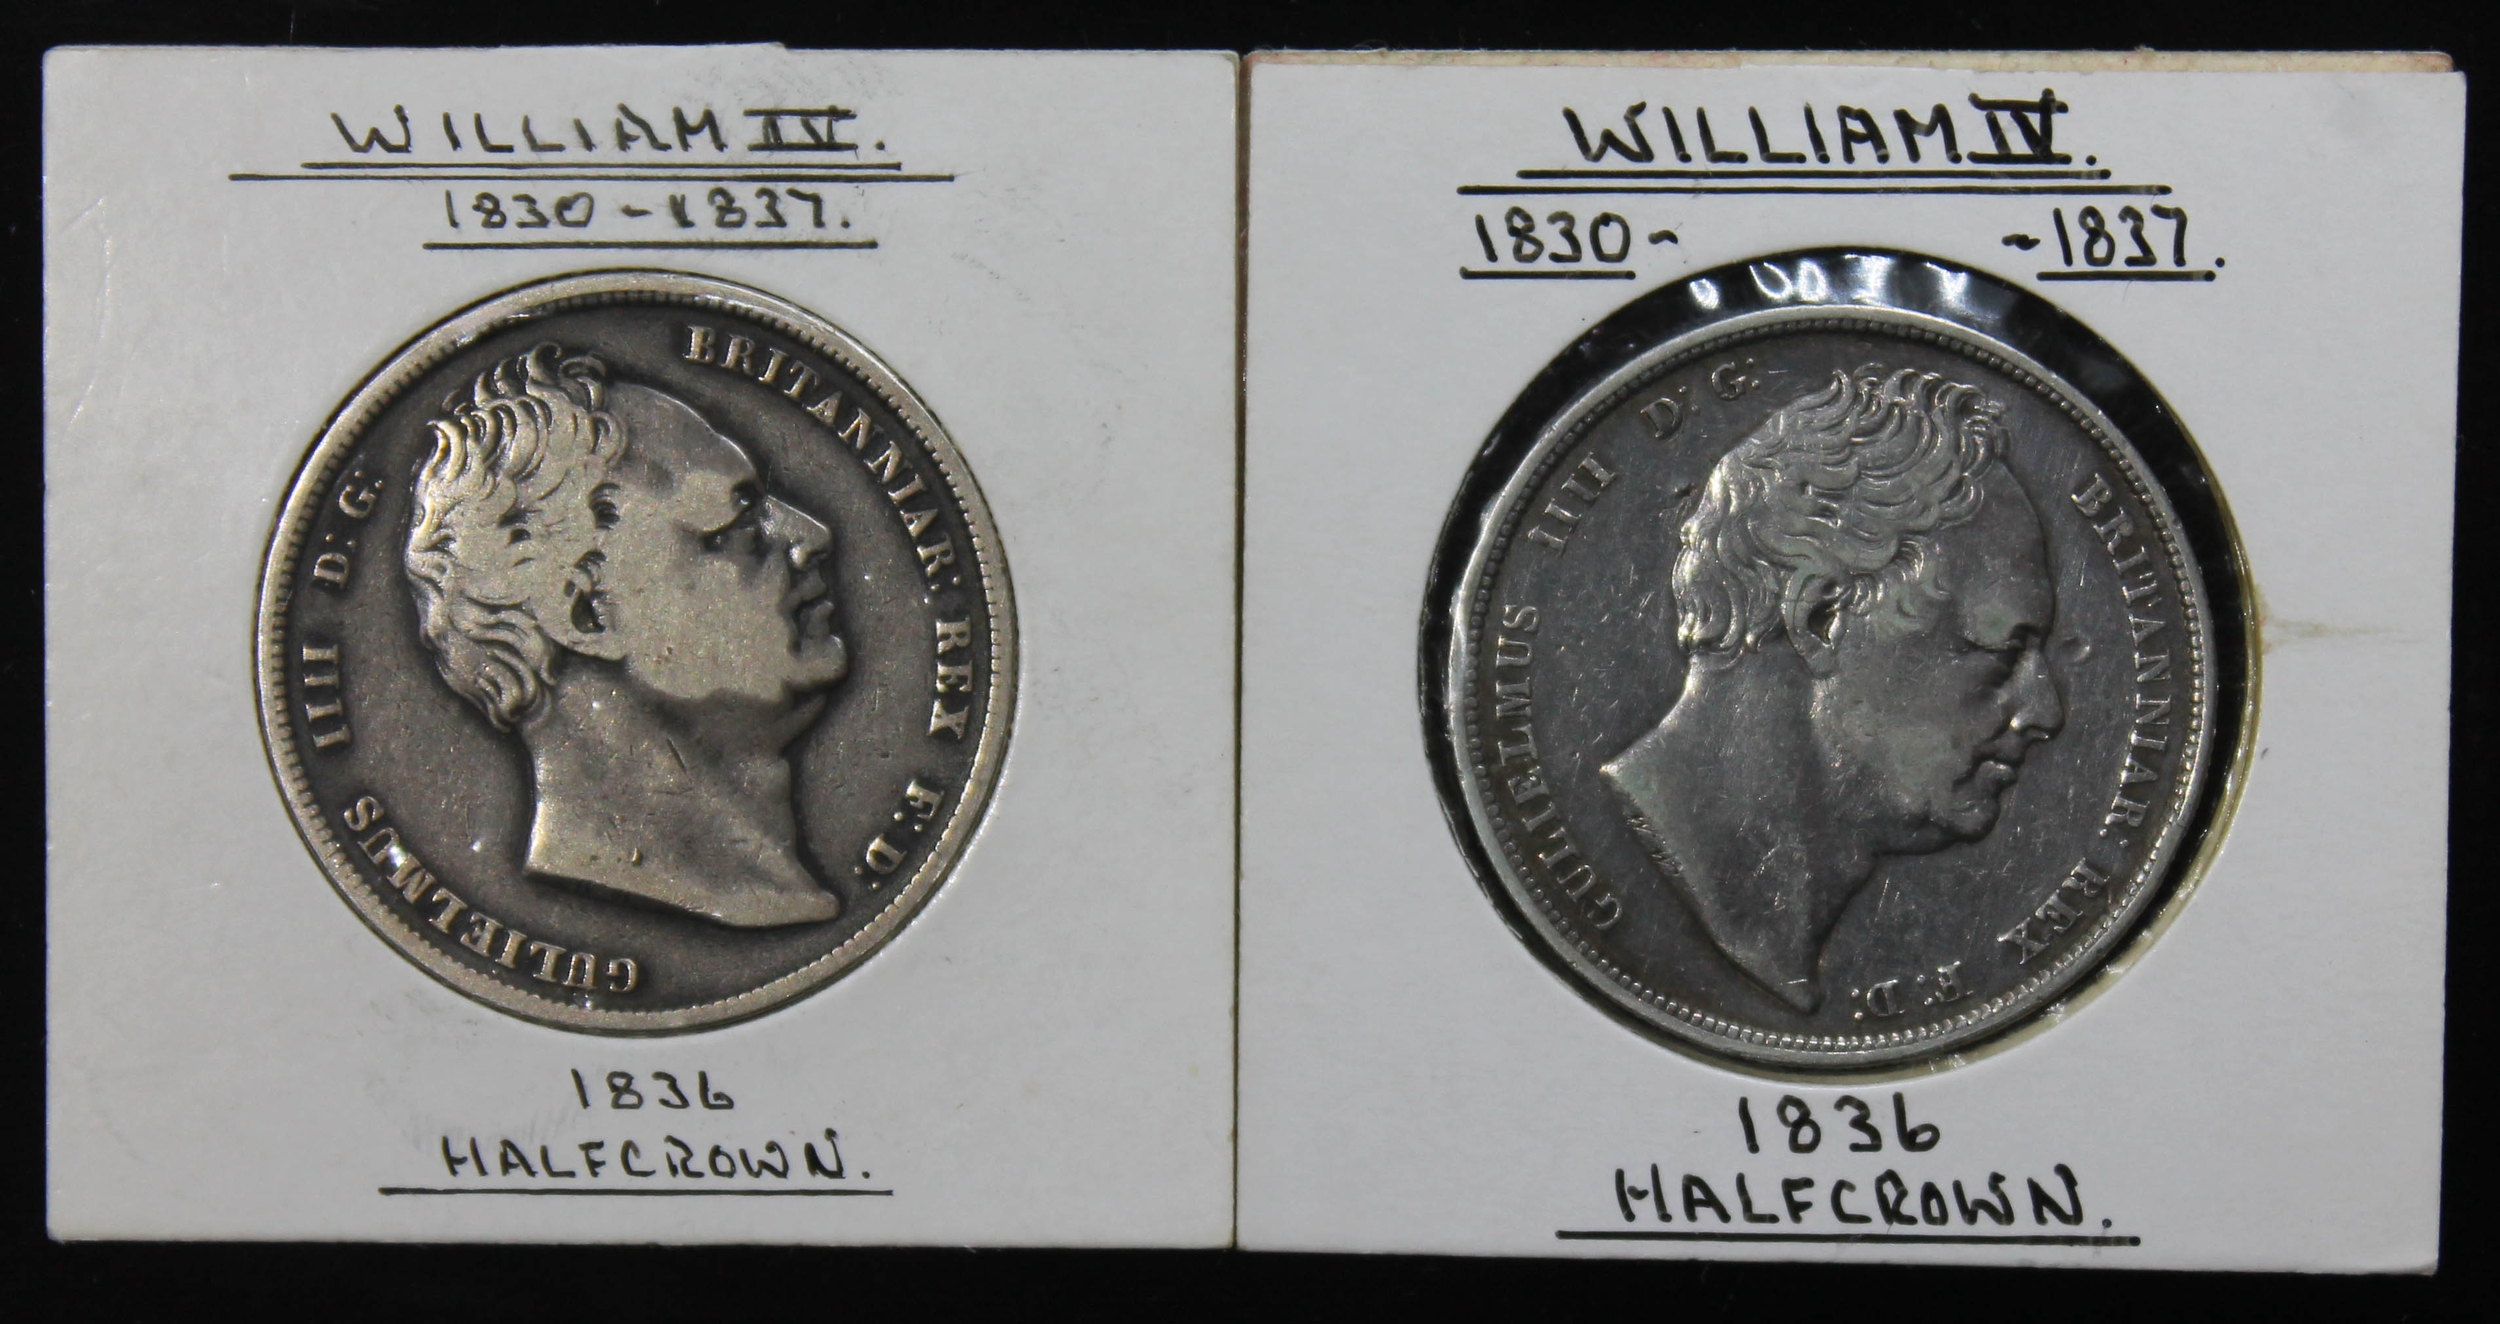 WILLIAM IV.
1830-1837.
GULIELMUS IIII D:G: BRITANNIAR: REX F:D:
1836
HALFCROWN.
WILLIAM IV.
1830- -1837.
GULIELMUS IIII D:G: BRITANNIAR: REX F:D:
1836
HALFCROWN.